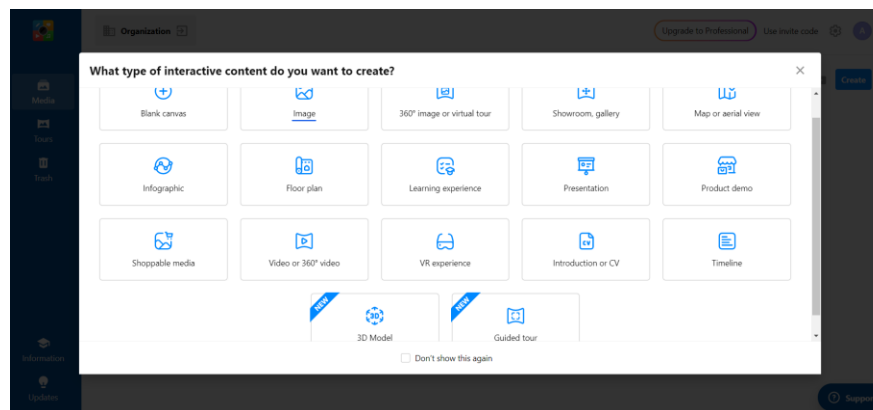 Organization
Upgrade to Professional
Use invite code
A
What type of interactive content do you want to create?
Create
Media
Tours
Trash
Information
Updates
Blank canvas
Image
360° image or virtual tour
Showroom, gallery
Map or aerial view
Infographic
Floor plan
Learning experience
Presentation
Product demo
Shoppable media
Video or 360° video
VR experience
CV
Introduction or CV
Timeline
NEW
3D
3D Model
NEW
Guided tour
Don't show this again
Suppor